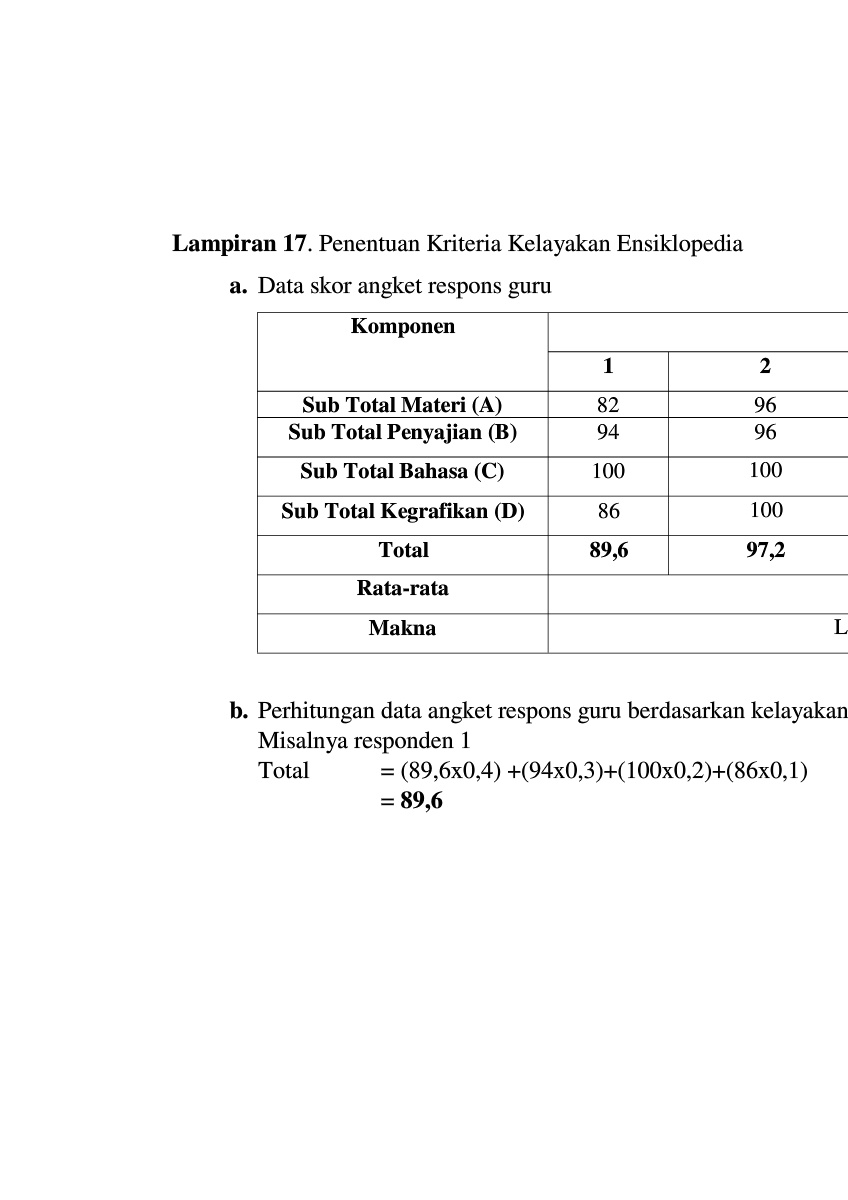 Lampiran 17. Penentuan Kriteria Kelayakan Ensiklopedia
a. Data skor angket respons guru
Komponen
1 2
Sub Total Materi (A) 82 96
Sub Total Penyajian (B) 94 96
Sub Total Bahasa (C) 100 100
Sub Total Kegrafikan (D) 86 100
Total 89,6 97,2
Rata-rata
Makna L
b. Perhitungan data angket respons guru berdasarkan kelayakan
Misalnya responden 1
Total = (89,6x0,4) +(94x0,3)+(100x0,2)+(86x0,1)
= 89,6